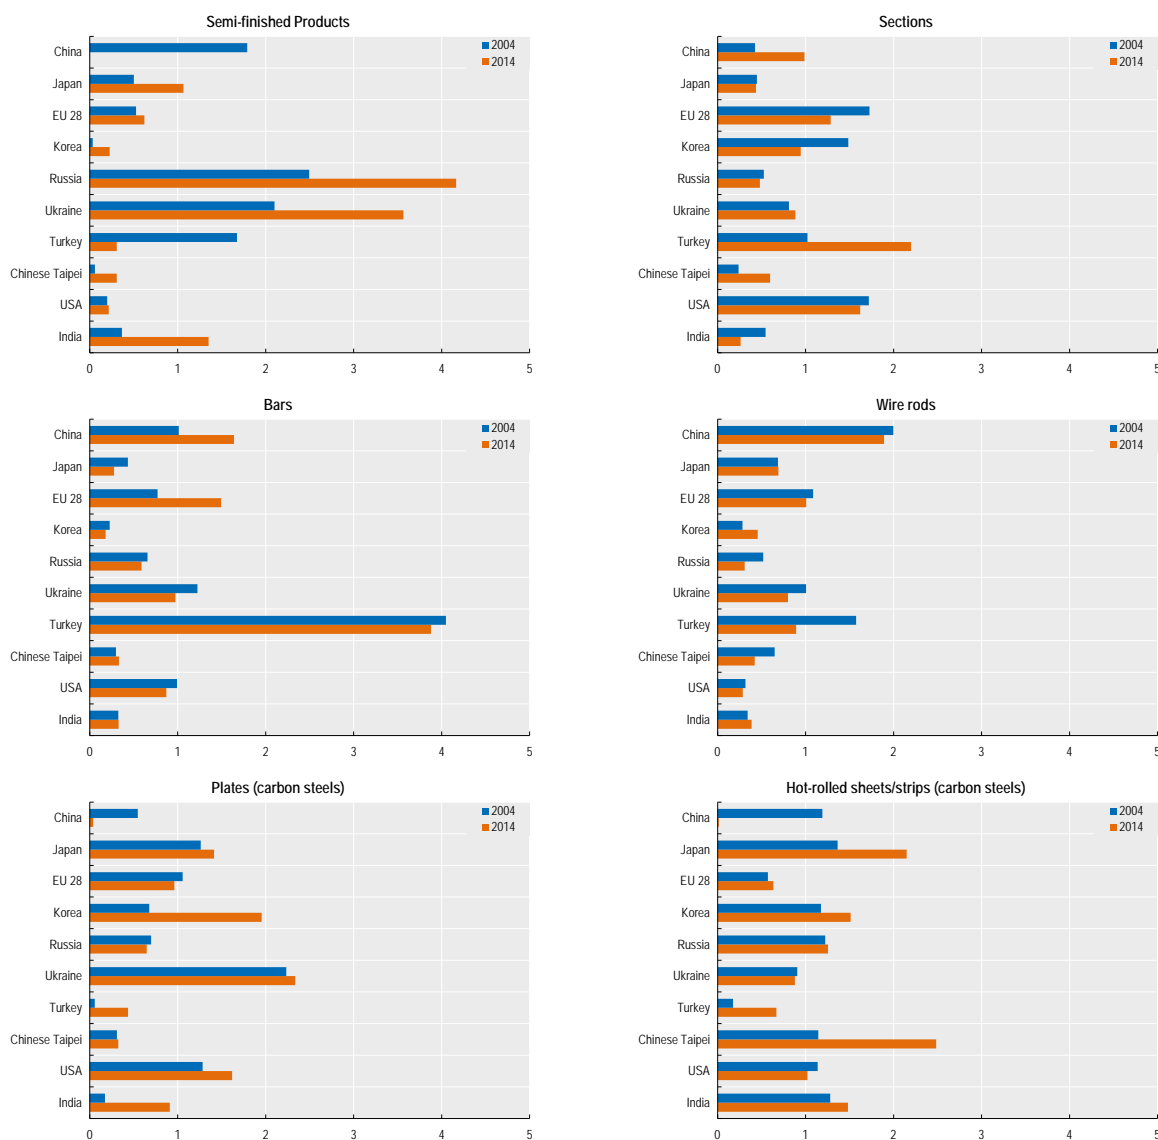 Semi-finished Products
2004
2014
China
Japan
EU 28
Korea
Russia
Ukraine
Turkey
Chinese Taipei
USA
India
0 1 2 3 4 5
Sections
2004
2014
China
Japan
EU 28
Korea
Russia
Ukraine
Turkey
Chinese Taipei
USA
India
0 1 2 3 4 5
Bars
2004
2014
China
Japan
EU 28
Korea
Russia
Ukraine
Turkey
Chinese Taipei
USA
India
0 1 2 3 4 5
Wire rods
2004
2014
China
Japan
EU 28
Korea
Russia
Ukraine
Turkey
Chinese Taipei
USA
India
0 1 2 3 4 5
Plates (carbon steels)
2004
2014
China
Japan
EU 28
Korea
Russia
Ukraine
Turkey
Chinese Taipei
USA
India
0 1 2 3 4 5
Hot-rolled sheets/strips (carbon steels)
2004
2014
China
Japan
EU 28
Korea
Russia
Ukraine
Turkey
Chinese Taipei
USA
India
0 1 2 3 4 5